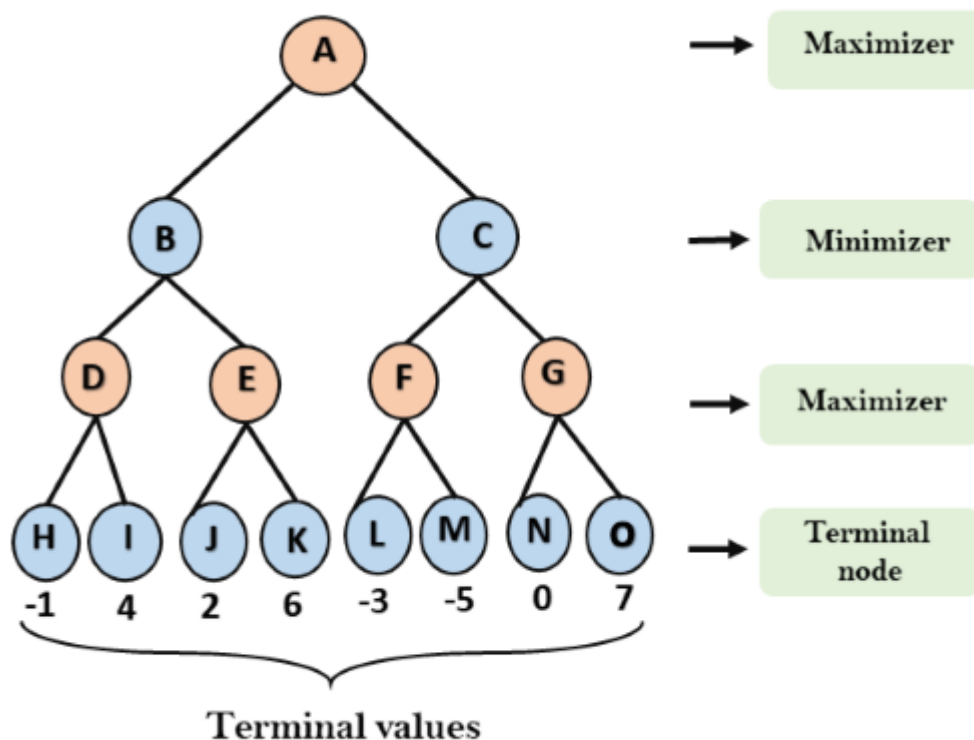 A
Maximizer
B
C
Minimizer
D
E
F
G
Maximizer
H
I
J
K
L
M
N
O
Terminal
node
-1
4
2
6
-3
-5
0
7
Terminal values